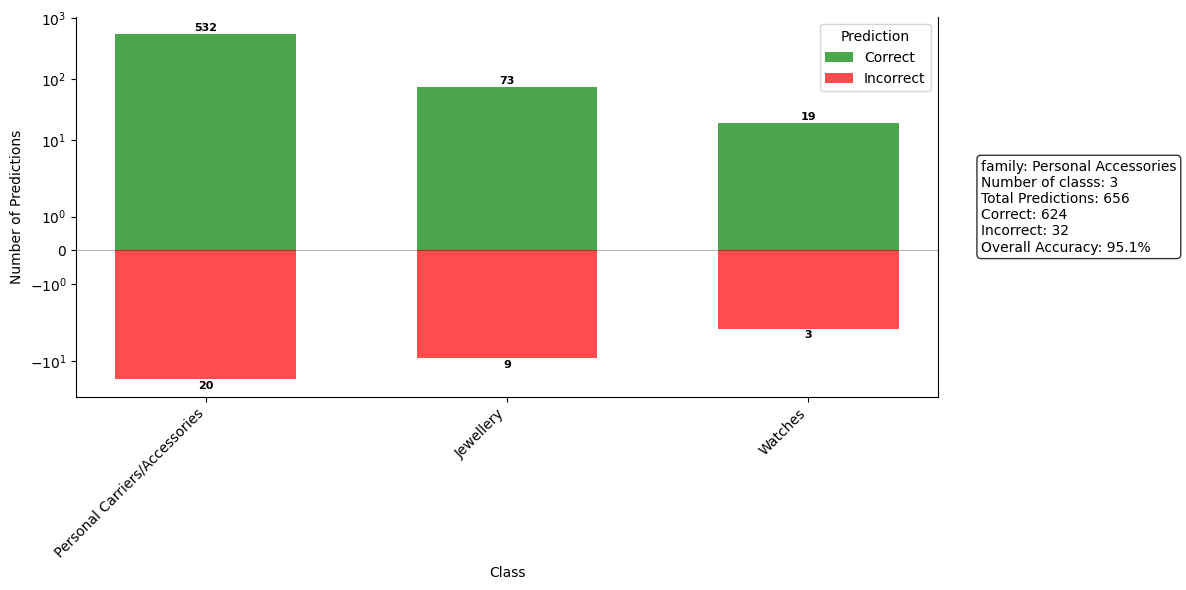 10³
10²
10¹
10⁰
0
−10⁰
−10¹
Number of Predictions
532
73
19
20
9
3
Prediction
Correct
Incorrect
family: Personal Accessories
Number of classs: 3
Total Predictions: 656
Correct: 624
Incorrect: 32
Overall Accuracy: 95.1%
Personal Carriers/Accessories
Jewellery
Watches
Class